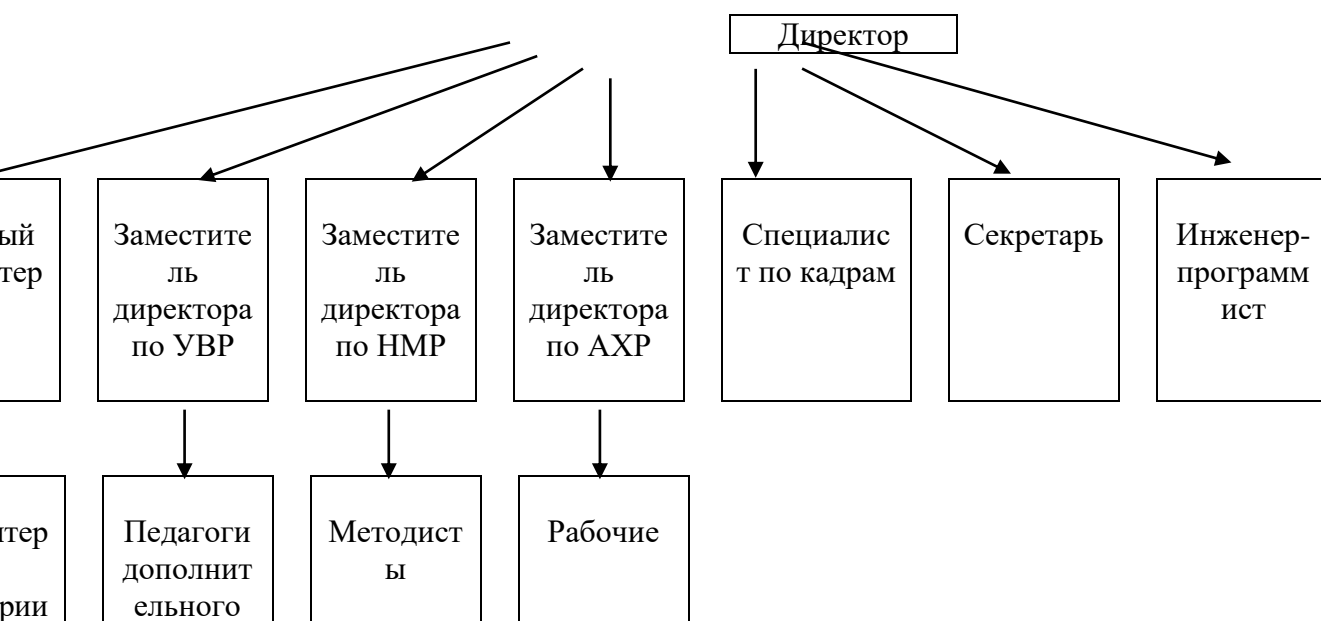 Директор
ый
тер
Заместите
ль
директора
по УВР
Заместите
ль
директора
по НМР
Заместите
ль
директора
по АХР
Специалис
т по кадрам
Секретарь
Инженер-
программ
ист
тер
рии
Педагоги
дополнит
ельного
Методист
ы
Рабочие